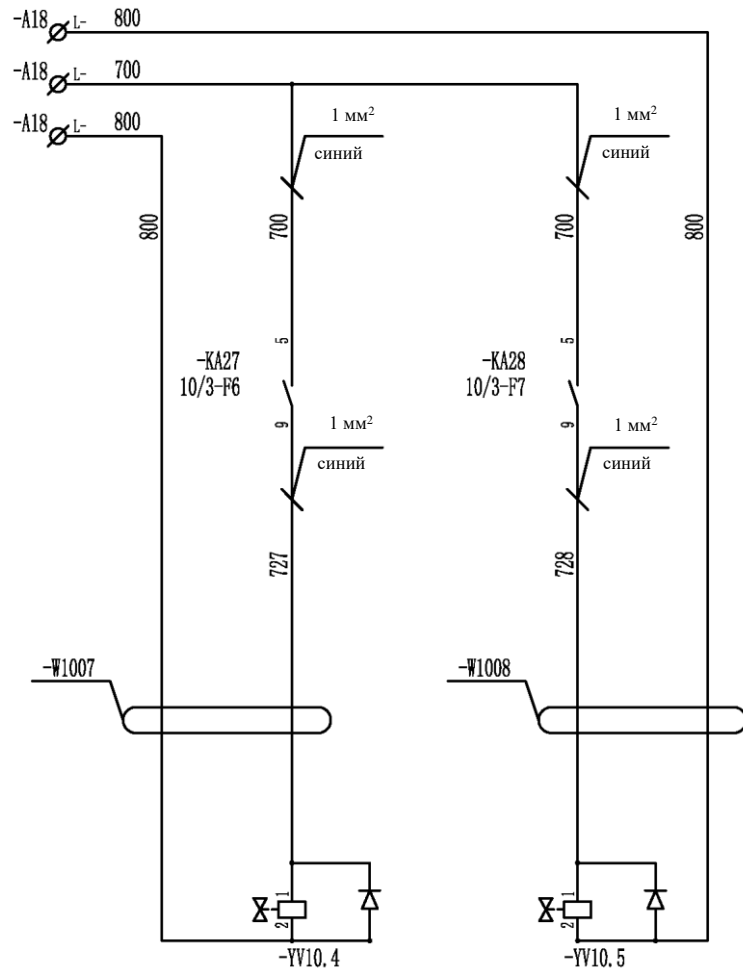 -A18 L- 800
-A18 L- 700
-A18 L- 800
1 мм²
синий
1 мм²
синий
800
700
700
800
5
5
-KA27
10/3-F6
-KA28
10/3-F7
9
9
1 мм²
синий
1 мм²
синий
727
728
-W1007
-W1008
1
2
1
2
-YV10.4
-YV10.5